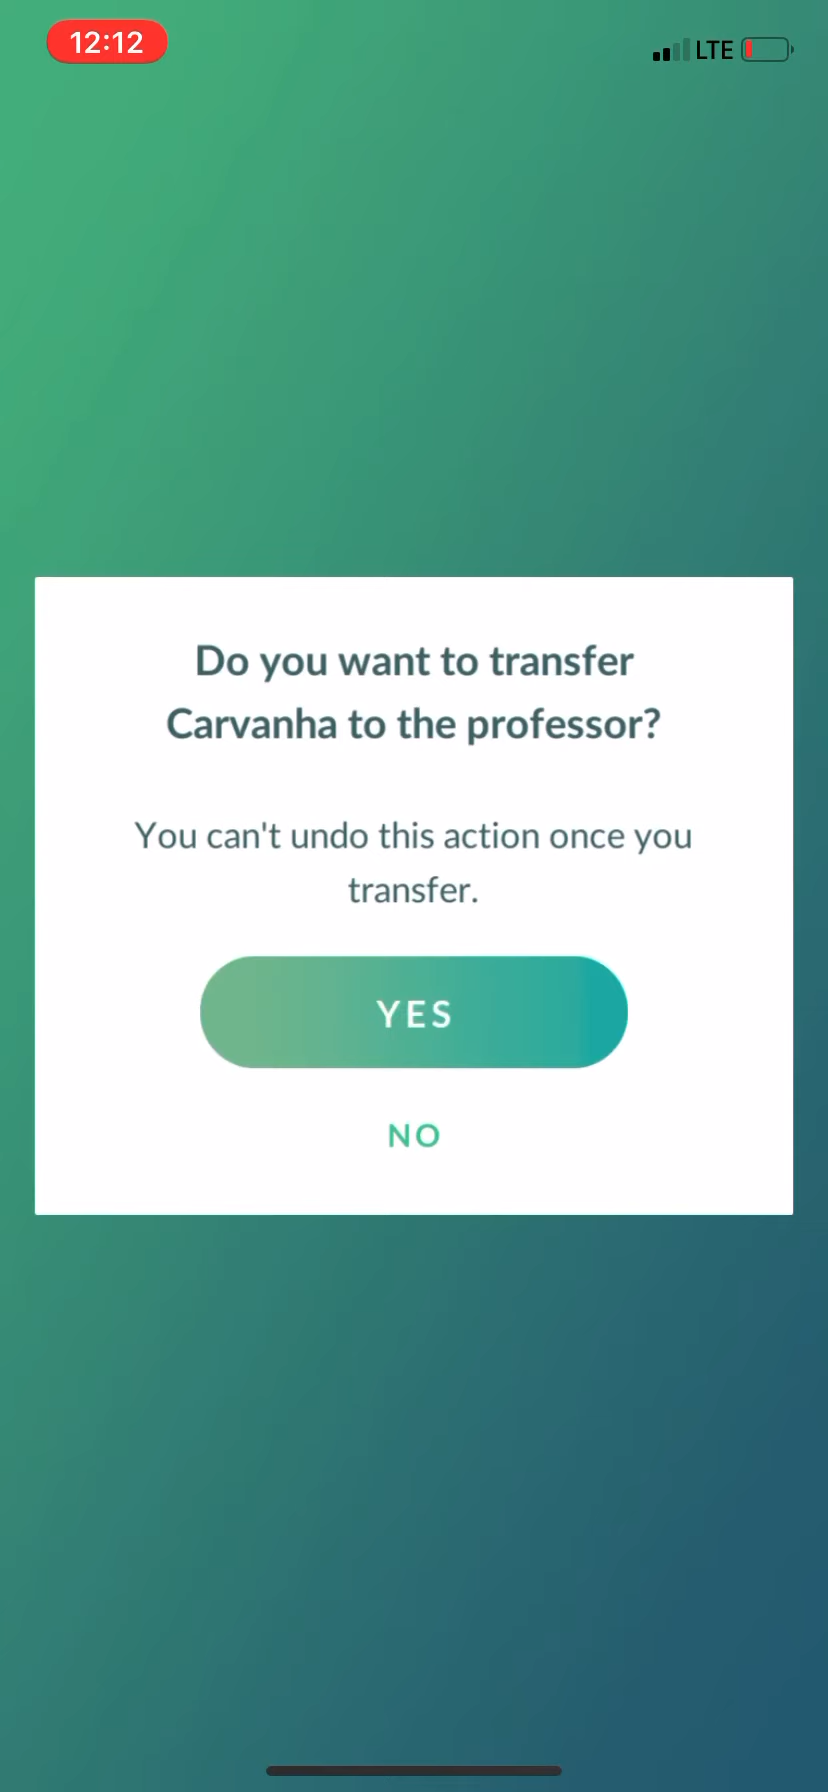 12:12
LTE
Do you want to transfer
Carvanha to the professor?
You can't undo this action once you
transfer.
YES
NO